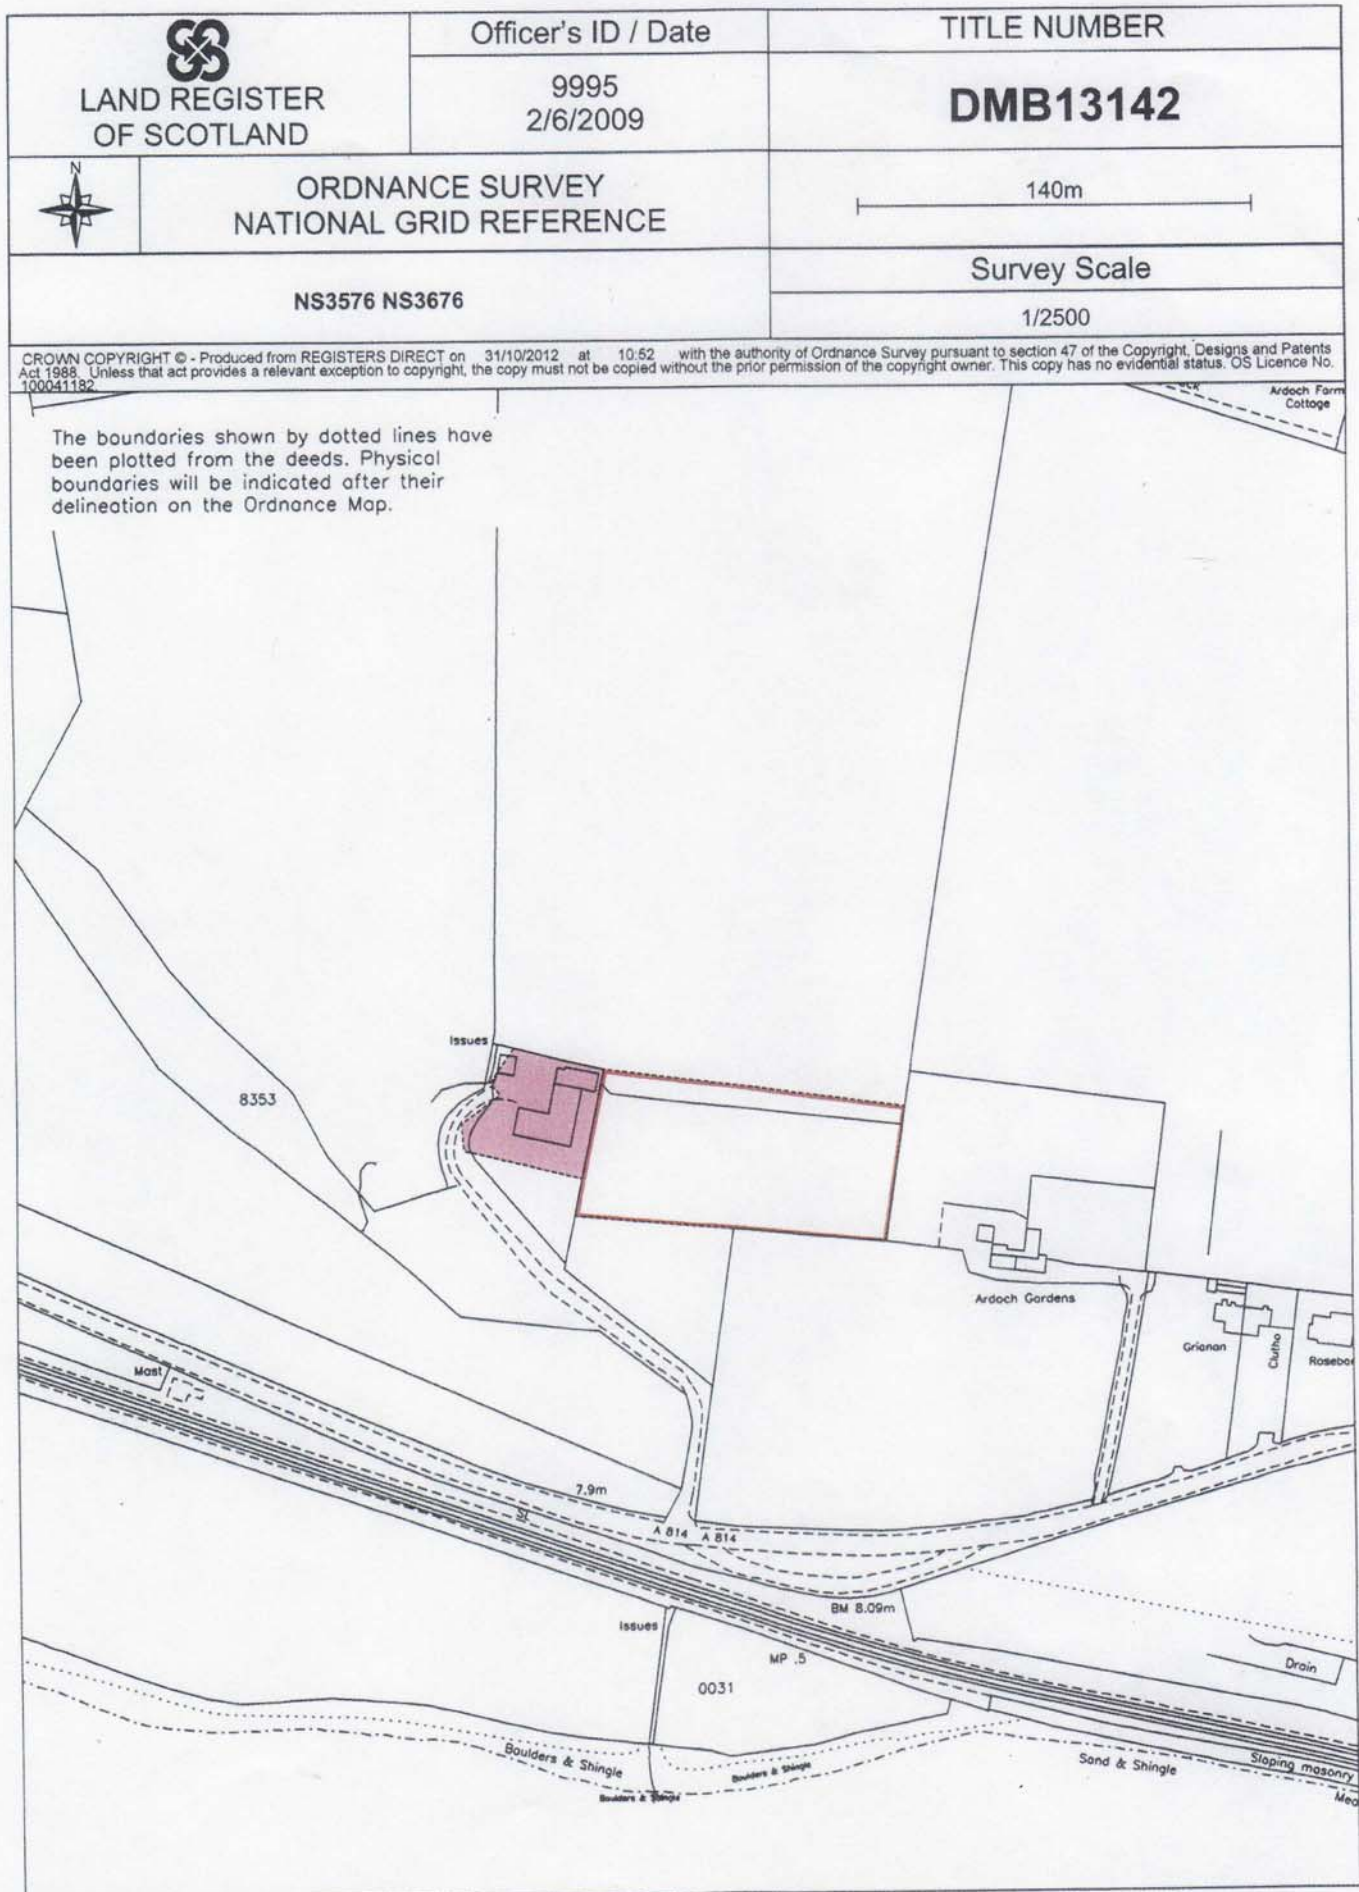 LAND REGISTER
OF SCOTLAND
Officer's ID / Date
9995
2/6/2009
TITLE NUMBER
DMB13142
N
ORDNANCE SURVEY
NATIONAL GRID REFERENCE
140m
NS3576 NS3676
Survey Scale
1/2500
CROWN COPYRIGHT © - Produced from REGISTERS DIRECT on 31/10/2012 at 10:52 with the authority of Ordnance Survey pursuant to section 47 of the Copyright, Designs and Patents
Act 1988. Unless that act provides a relevant exception to copyright, the copy must not be copied without the prior permission of the copyright owner. This copy has no evidential status. OS Licence No.
100041182.
Ardoch Farm
Cottage
The boundaries shown by dotted lines have
been plotted from the deeds. Physical
boundaries will be indicated after their
delineation on the Ordnance Map.
Issues
8353
Ardoch Gardens
Grianan
Clutha
Mast
7.9m
SL
A 814 A 814
BM 8.09m
Issues
MP .5
0031
Drain
Boulders & Shingle
Boulders & Shingle
Boulders & Shingle
Sand & Shingle
Sloping masonry